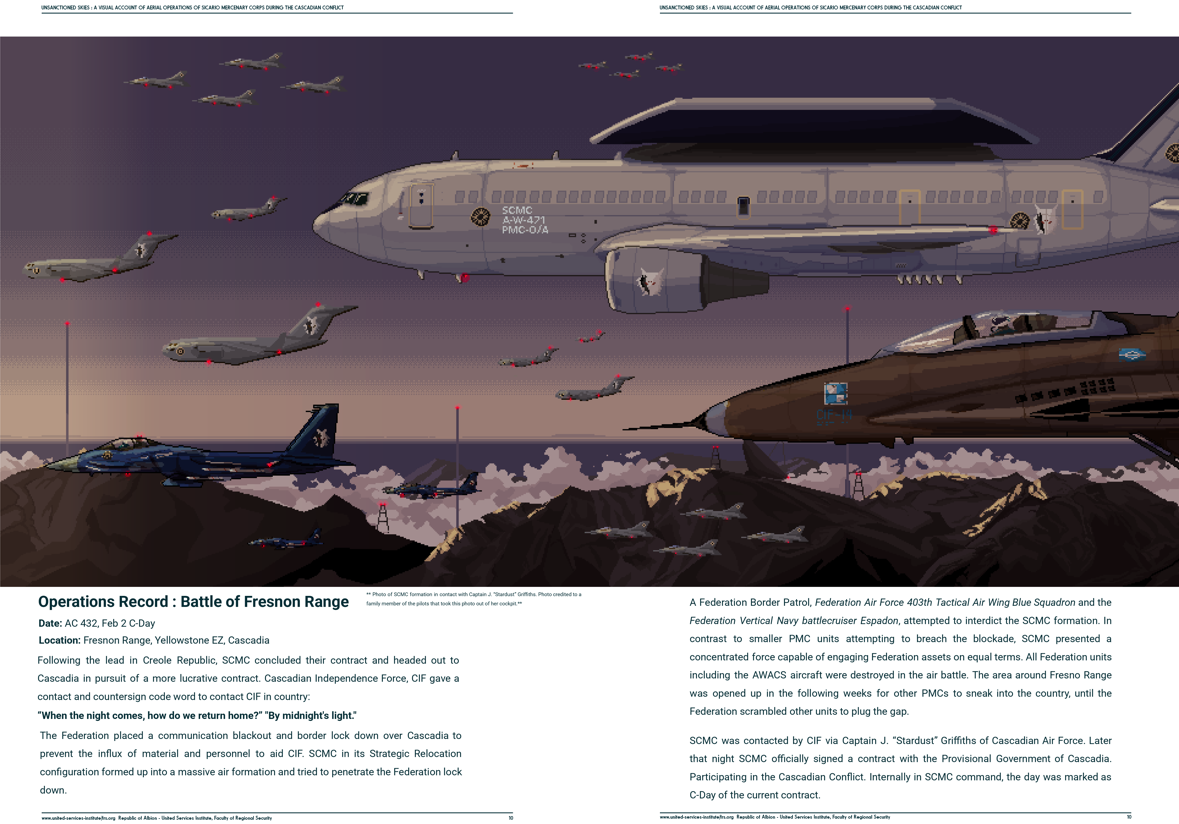 UNSANCTIONED SKIES : A VISUAL ACCOUNT OF AERIAL OPERATIONS OF SICARIO MERCENARY CORPS DURING THE CASCADIAN CONFLICT
UNSANCTIONED SKIES : A VISUAL ACCOUNT OF AERIAL OPERATIONS OF SICARIO MERCENARY CORPS DURING THE CASCADIAN CONFLICT
SCMC
A-W-471
PMC-0/A
CIF-19
Operations Record : Battle of Fresnon Range
** Photo of SCMC formation in contact with Captain J. "Stardust" Griffiths. Photo credited to a
family member of the pilots that took this photo out of her cockpit.**
Date: AC 432, Feb 2 C-Day
Location: Fresnon Range, Yellowstone EZ, Cascadia
Following the lead in Creole Republic, SCMC concluded their contract and headed out to
Cascadia in pursuit of a more lucrative contract. Cascadian Independence Force, CIF gave a
contact and countersign code word to contact CIF in country:
"When the night comes, how do we return home?" "By midnight's light."
The Federation placed a communication blackout and border lock down over Cascadia to
prevent the influx of material and personnel to aid CIF. SCMC in its Strategic Relocation
configuration formed up into a massive air formation and tried to penetrate the Federation lock
down.
www.united-services-institute/frs.org Republic of Albion - United Services Institute, Faculty of Regional Security
10
A Federation Border Patrol, Federation Air Force 403th Tactical Air Wing Blue Squadron and the
Federation Vertical Navy battlecruiser Espadon, attempted to interdict the SCMC formation. In
contrast to smaller PMC units attempting to breach the blockade, SCMC presented a
concentrated force capable of engaging Federation assets on equal terms. All Federation units
including the AWACS aircraft were destroyed in the air battle. The area around Fresno Range
was opened up in the following weeks for other PMCs to sneak into the country, until the
Federation scrambled other units to plug the gap.
SCMC was contacted by CIF via Captain J. "Stardust" Griffiths of Cascadian Air Force. Later
that night SCMC officially signed a contract with the Provisional Government of Cascadia.
Participating in the Cascadian Conflict. Internally in SCMC command, the day was marked as
C-Day of the current contract.
www.united-services-institute/frs.org Republic of Albion - United Services Institute, Faculty of Regional Security
10